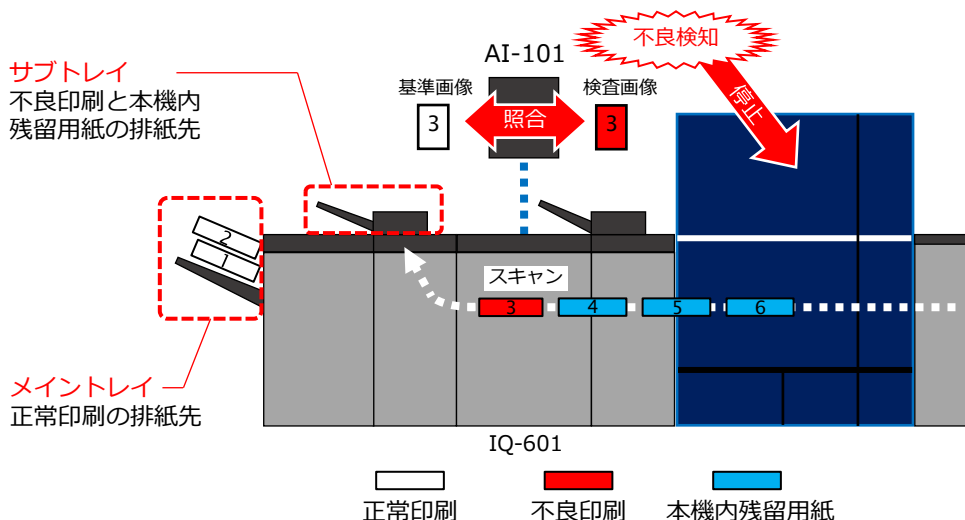 不良検知
停止
AI-101
基準画像
検査画像
3
照合
3
サブトレイ
不良印刷と本機内
残留用紙の排紙先
2
1
スキャン
3
4
5
6
メイントレイ
正常印刷の排紙先
IQ-601
正常印刷
不良印刷
本機内残留用紙